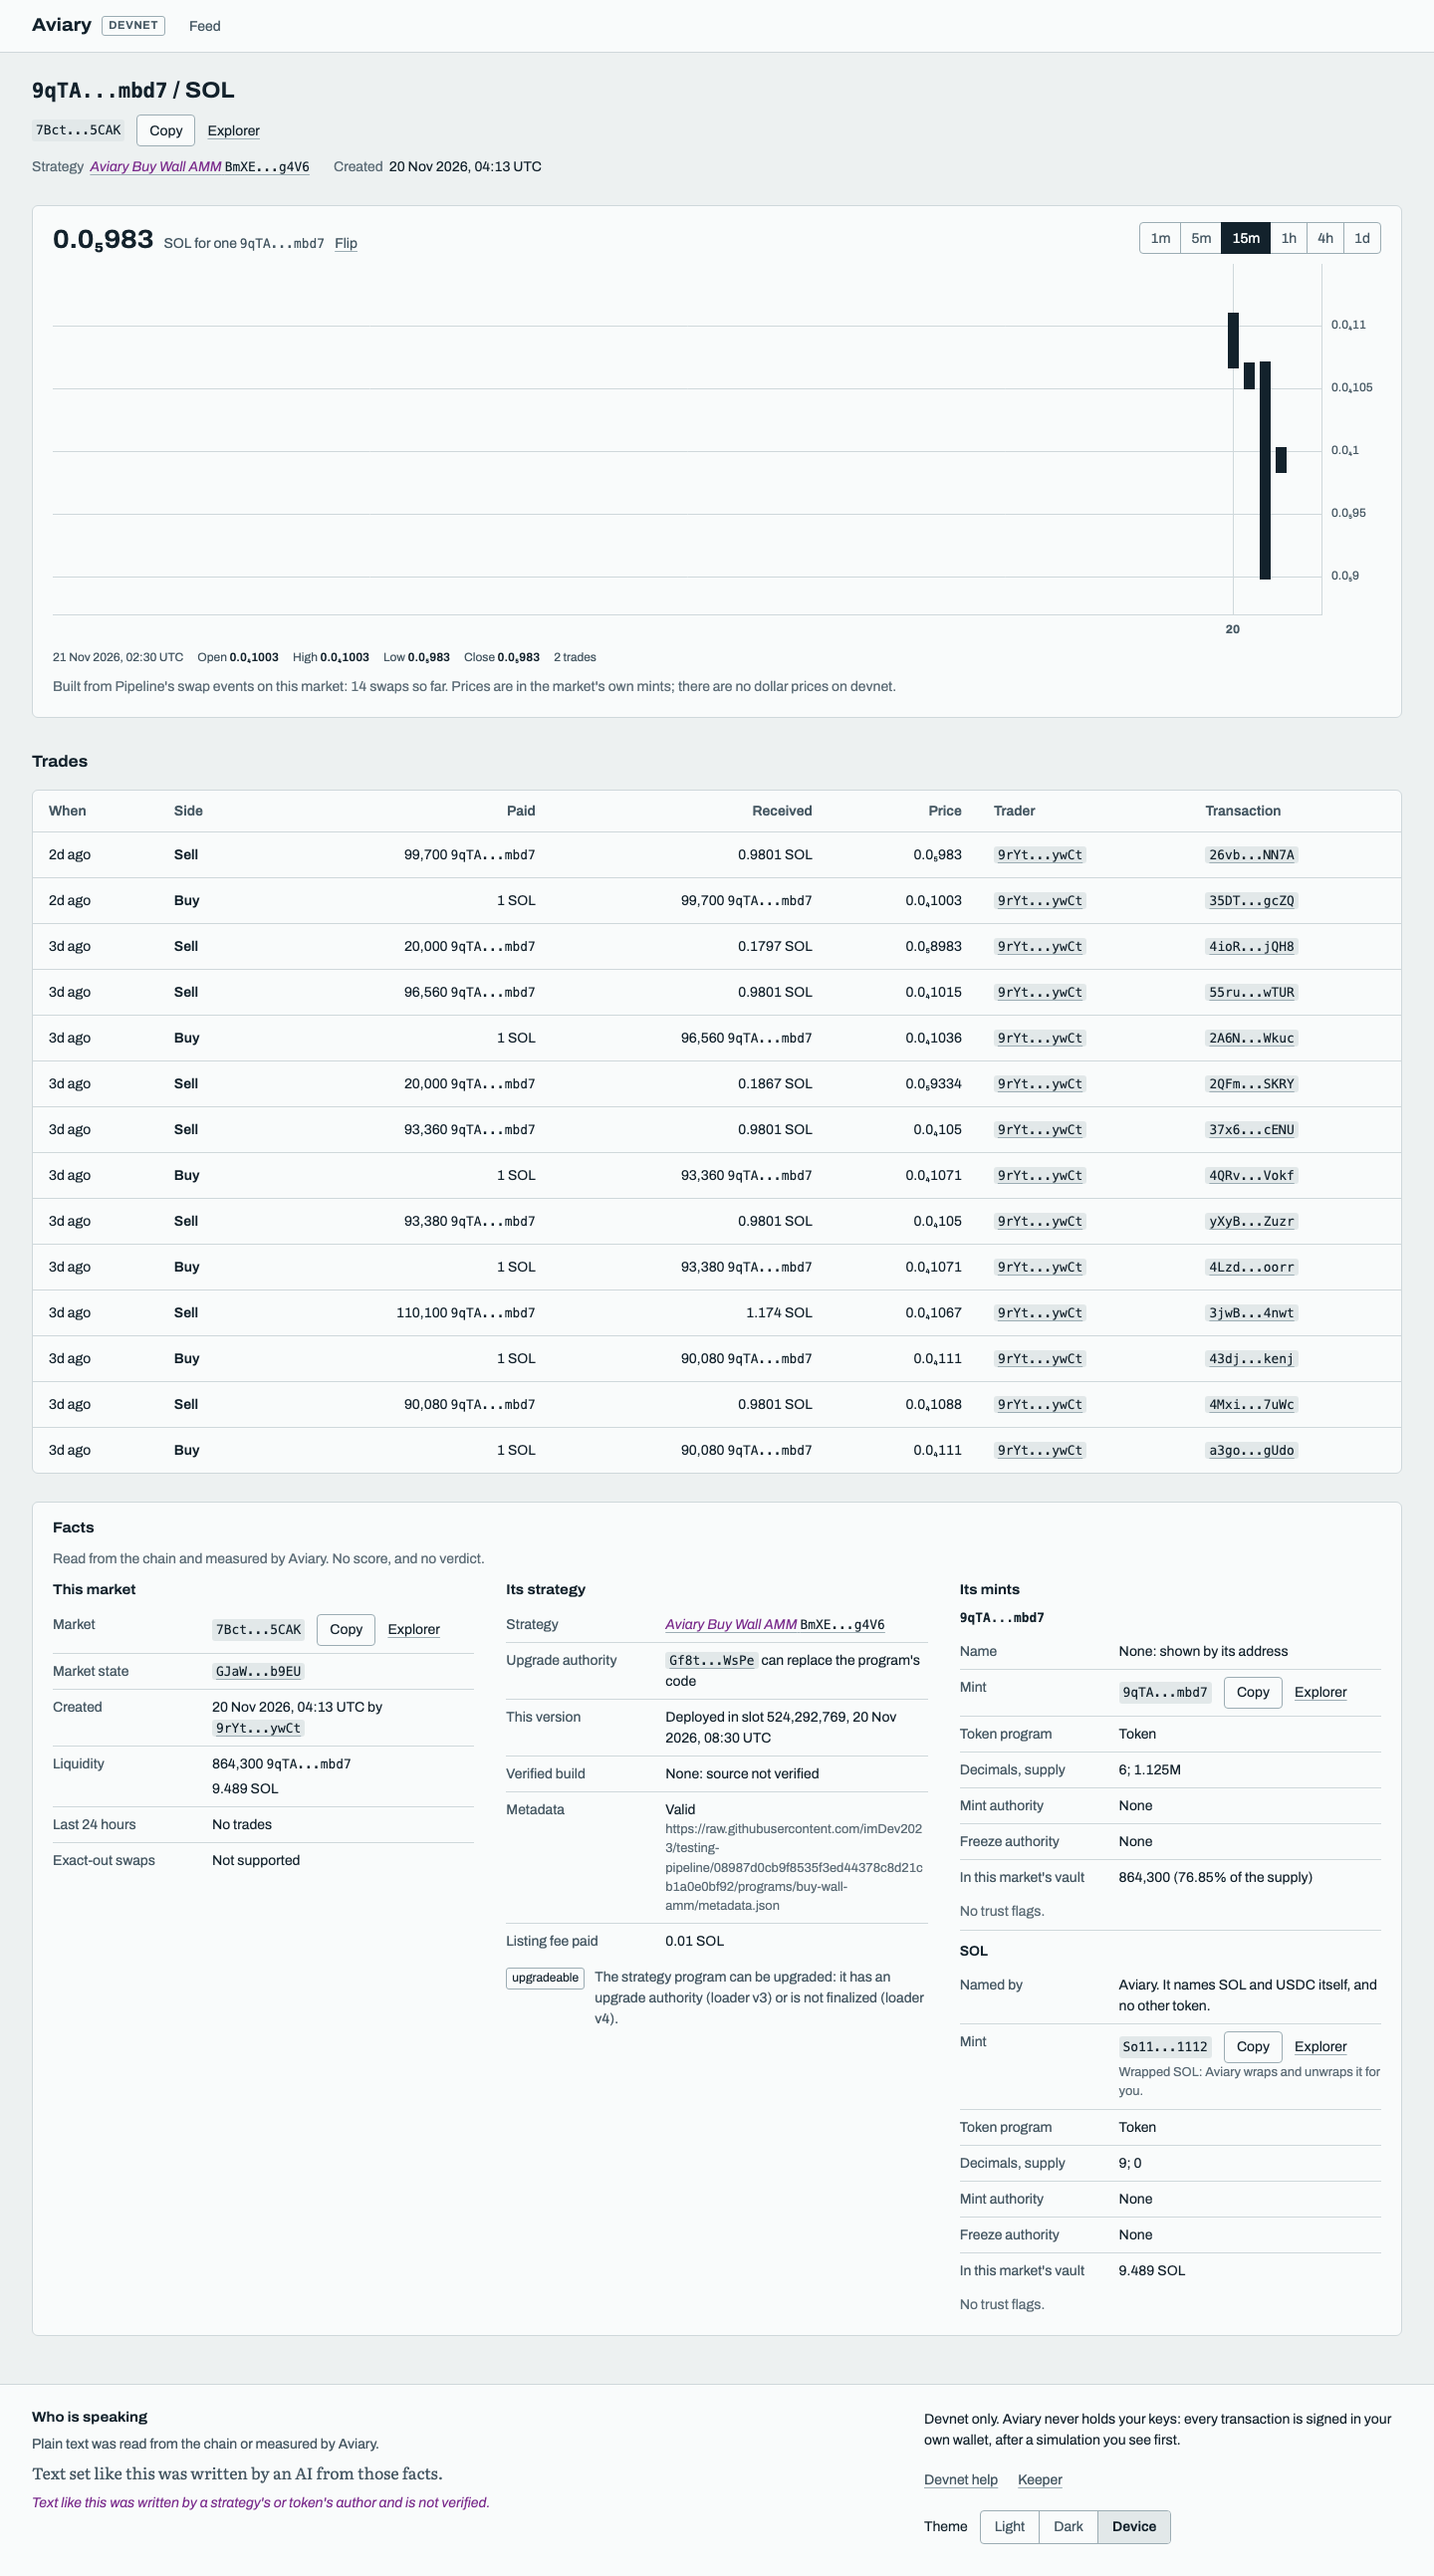 Aviary DEVNET Feed
9qTA...mbd7 / SOL
7Bct...5CAK Copy Explorer
Strategy Aviary Buy Wall AMM BmXE...g4V6 Created 20 Nov 2026, 04:13 UTC
0.0₅983 SOL for one 9qTA...mbd7 Flip 1m 5m 15m 1h 4h 1d
0.0₄11
0.0₄105
0.0₄1
0.0₅95
0.0₅9
20
21 Nov 2026, 02:30 UTC Open 0.0₄1003 High 0.0₄1003 Low 0.0₅983 Close 0.0₅983 2 trades
Built from Pipeline's swap events on this market: 14 swaps so far. Prices are in the market's own mints; there are no dollar prices on devnet.
Trades
When Side Paid Received Price Trader Transaction
2d ago Sell 99,700 9qTA...mbd7 0.9801 SOL 0.0₅983 9rYt...ywCt 26vb...NN7A
2d ago Buy 1 SOL 99,700 9qTA...mbd7 0.0₄1003 9rYt...ywCt 35DT...gcZQ
3d ago Sell 20,000 9qTA...mbd7 0.1797 SOL 0.0₅8983 9rYt...ywCt 4ioR...jQH8
3d ago Sell 96,560 9qTA...mbd7 0.9801 SOL 0.0₄1015 9rYt...ywCt 55ru...wTUR
3d ago Buy 1 SOL 96,560 9qTA...mbd7 0.0₄1036 9rYt...ywCt 2A6N...Wkuc
3d ago Sell 20,000 9qTA...mbd7 0.1867 SOL 0.0₅9334 9rYt...ywCt 2QFm...SKRY
3d ago Sell 93,360 9qTA...mbd7 0.9801 SOL 0.0₄105 9rYt...ywCt 37x6...cENU
3d ago Buy 1 SOL 93,360 9qTA...mbd7 0.0₄1071 9rYt...ywCt 4QRv...Vokf
3d ago Sell 93,380 9qTA...mbd7 0.9801 SOL 0.0₄105 9rYt...ywCt yXyB...Zuzr
3d ago Buy 1 SOL 93,380 9qTA...mbd7 0.0₄1071 9rYt...ywCt 4Lzd...oorr
3d ago Sell 110,100 9qTA...mbd7 1.174 SOL 0.0₄1067 9rYt...ywCt 3jwB...4nwt
3d ago Buy 1 SOL 90,080 9qTA...mbd7 0.0₄111 9rYt...ywCt 43dj...kenj
3d ago Sell 90,080 9qTA...mbd7 0.9801 SOL 0.0₄1088 9rYt...ywCt 4Mxi...7uWc
3d ago Buy 1 SOL 90,080 9qTA...mbd7 0.0₄111 9rYt...ywCt a3go...gUdo
Facts
Read from the chain and measured by Aviary. No score, and no verdict.
This market
Market 7Bct...5CAK Copy Explorer
Market state GJaW...b9EU
Created 20 Nov 2026, 04:13 UTC by
9rYt...ywCt
Liquidity 864,300 9qTA...mbd7
9.489 SOL
Last 24 hours No trades
Exact-out swaps Not supported
Its strategy
Strategy Aviary Buy Wall AMM BmXE...g4V6
Upgrade authority Gf8t...WsPe can replace the program's
code
This version Deployed in slot 524,292,769, 20 Nov
2026, 08:30 UTC
Verified build None: source not verified
Metadata Valid
https://raw.githubusercontent.com/imDev202
3/testing-
pipeline/08987d0cb9f8535f3ed44378c8d21c
b1a0e0bf92/programs/buy-wall-
amm/metadata.json
Listing fee paid 0.01 SOL
upgradeable The strategy program can be upgraded: it has an
upgrade authority (loader v3) or is not finalized (loader
v4).
Its mints
9qTA...mbd7
Name None: shown by its address
Mint 9qTA...mbd7 Copy Explorer
Token program Token
Decimals, supply 6; 1.125M
Mint authority None
Freeze authority None
In this market's vault 864,300 (76.85% of the supply)
No trust flags.
SOL
Named by Aviary. It names SOL and USDC itself, and
no other token.
Mint So11...1112 Copy Explorer
Wrapped SOL: Aviary wraps and unwraps it for
you.
Token program Token
Decimals, supply 9; 0
Mint authority None
Freeze authority None
In this market's vault 9.489 SOL
No trust flags.
Who is speaking
Plain text was read from the chain or measured by Aviary.
Text set like this was written by an AI from those facts.
Text like this was written by a strategy's or token's author and is not verified.
Devnet only. Aviary never holds your keys: every transaction is signed in your
own wallet, after a simulation you see first.
Devnet help Keeper
Theme Light Dark Device